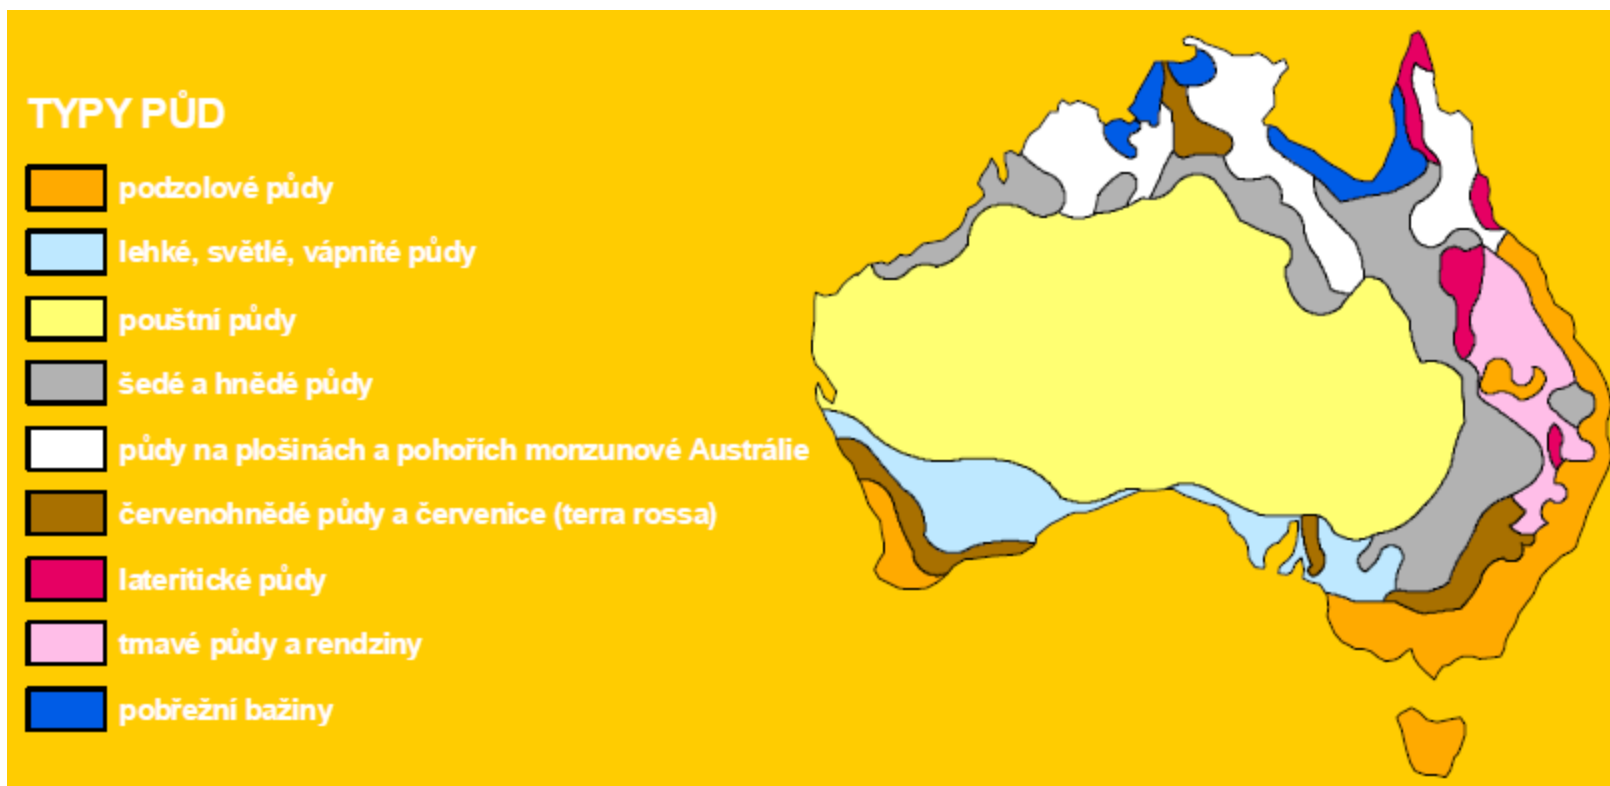 TYPY PŮD
podzolové půdy
lehké, světlé, vápnité půdy
pouštní půdy
šedé a hnědé půdy
půdy na plošinách a pohořích monzunové Austrálie
červenohnědé půdy a červenice (terra rossa)
lateritické půdy
tmavé půdy a rendziny
pobřežní bažiny